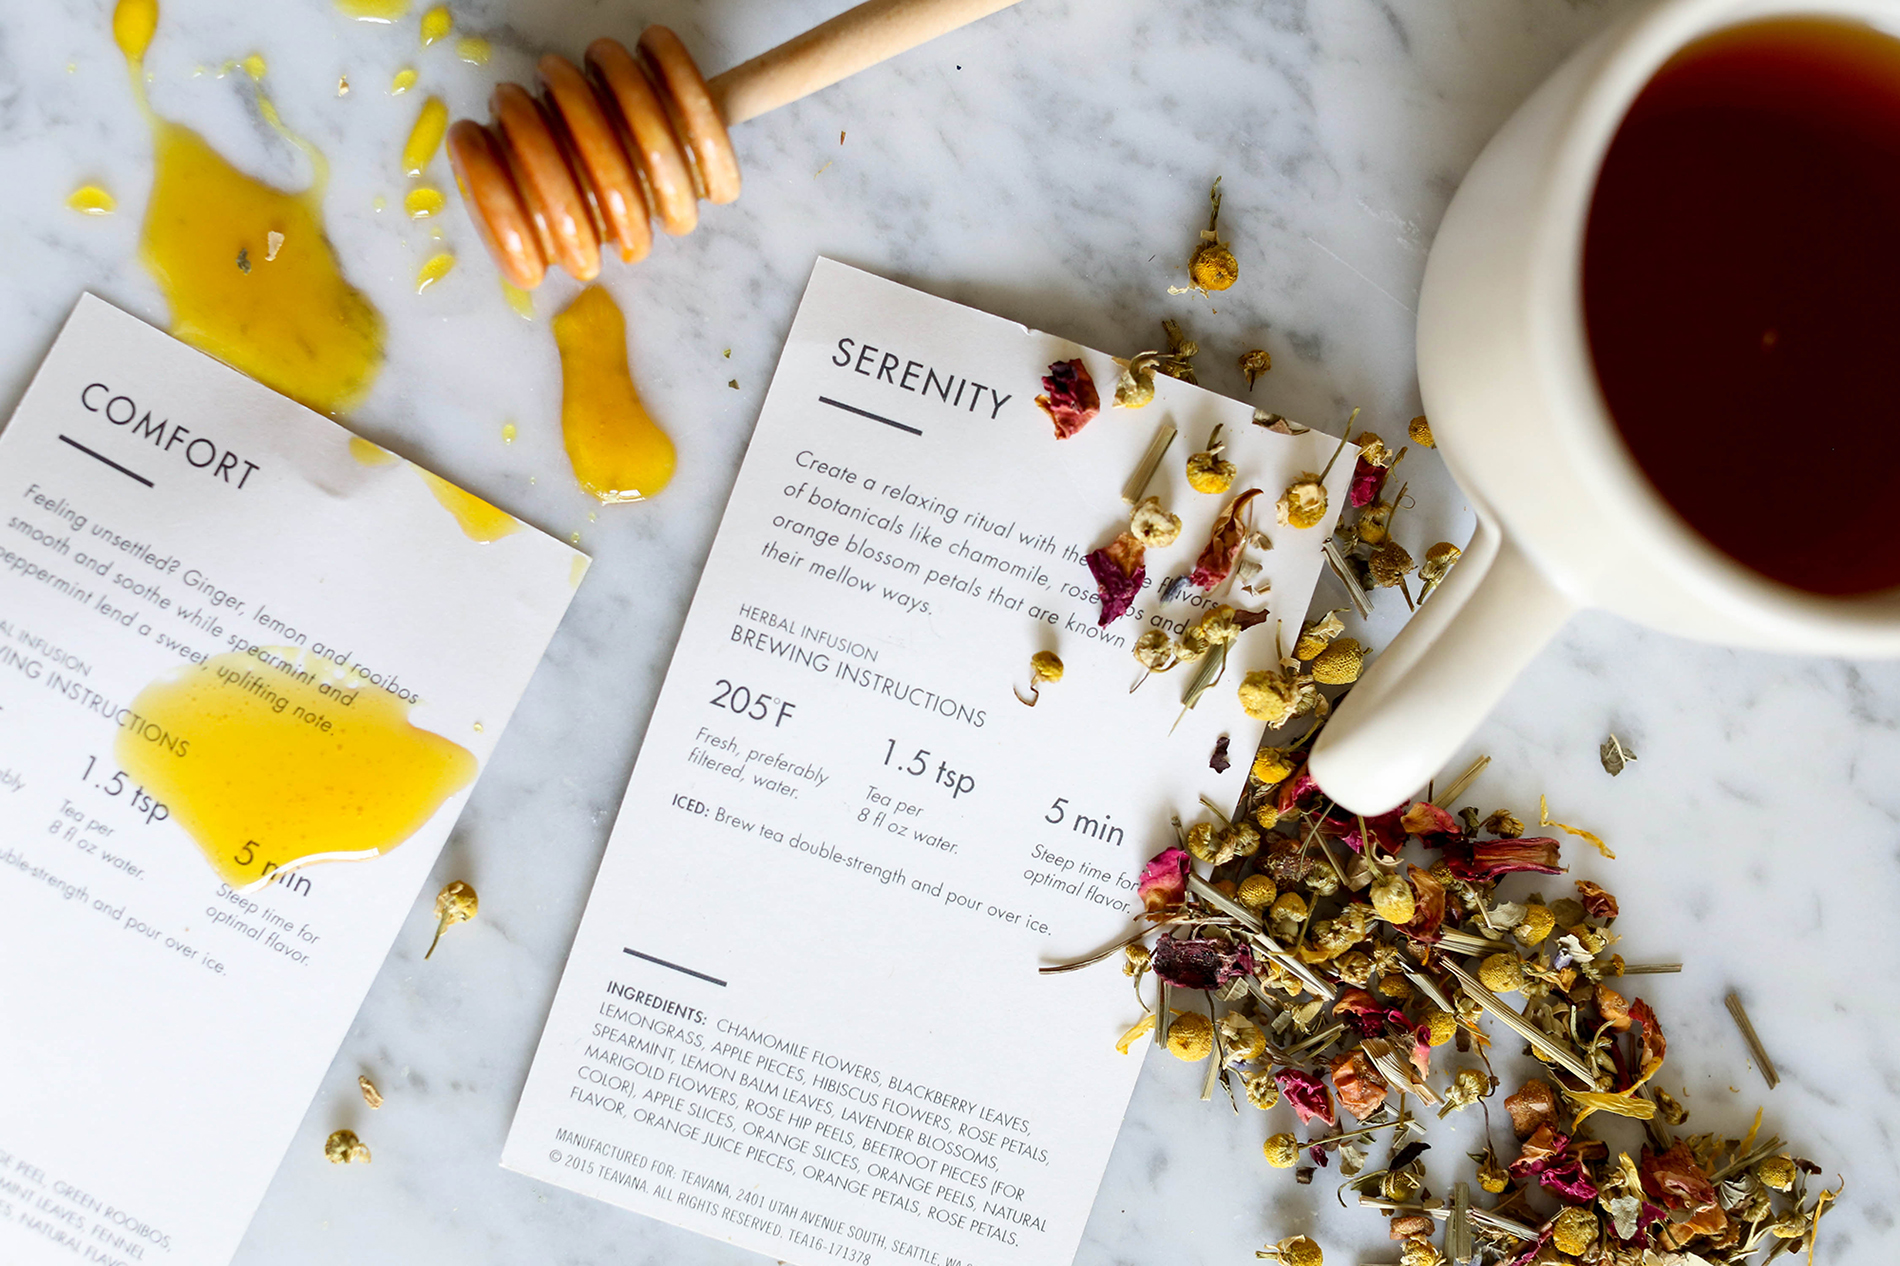 COMFORT
Feeling unsettled? Ginger, lemon and rooibos
smooth and soothe while spearmint and
peppermint lend a sweet, uplifting note.
INFUSION
INSTRUCTIONS
1.5 tsp
Tea per
8 fl oz water.
5 min
Steep time for
optimal flavor.
and pour over ice.
PEEL, GREEN ROOIBOS,
MINT LEAVES, FENNEL
NATURAL
SERENITY
Create a relaxing ritual with the flavors
of botanicals like chamomile, rose and
orange blossom petals that are known
their mellow ways.
HERBAL INFUSION
BREWING INSTRUCTIONS
205°F
Fresh, preferably
filtered, water.
1.5 tsp
Tea per
8 fl oz water.
5 min
Steep time for
optimal flavor.
ICED: Brew tea double-strength and pour over ice.
INGREDIENTS: CHAMOMILE FLOWERS, BLACKBERRY LEAVES,
LEMONGRASS, APPLE PIECES, HIBISCUS FLOWERS, ROSE PETALS,
SPEARMINT, LEMON BALM LEAVES, LAVENDER BLOSSOMS,
MARIGOLD FLOWERS, ROSE HIP PEELS, BEETROOT PIECES (FOR
COLOR), APPLE SLICES, ORANGE SLICES, ORANGE PEELS, NATURAL
FLAVOR, ORANGE JUICE PIECES, ORANGE PETALS, ROSE PETALS.
MANUFACTURED FOR: TEAVANA, 2401 UTAH AVENUE SOUTH, SEATTLE, WA
© 2015 TEAVANA. ALL RIGHTS RESERVED. TEA16-171378